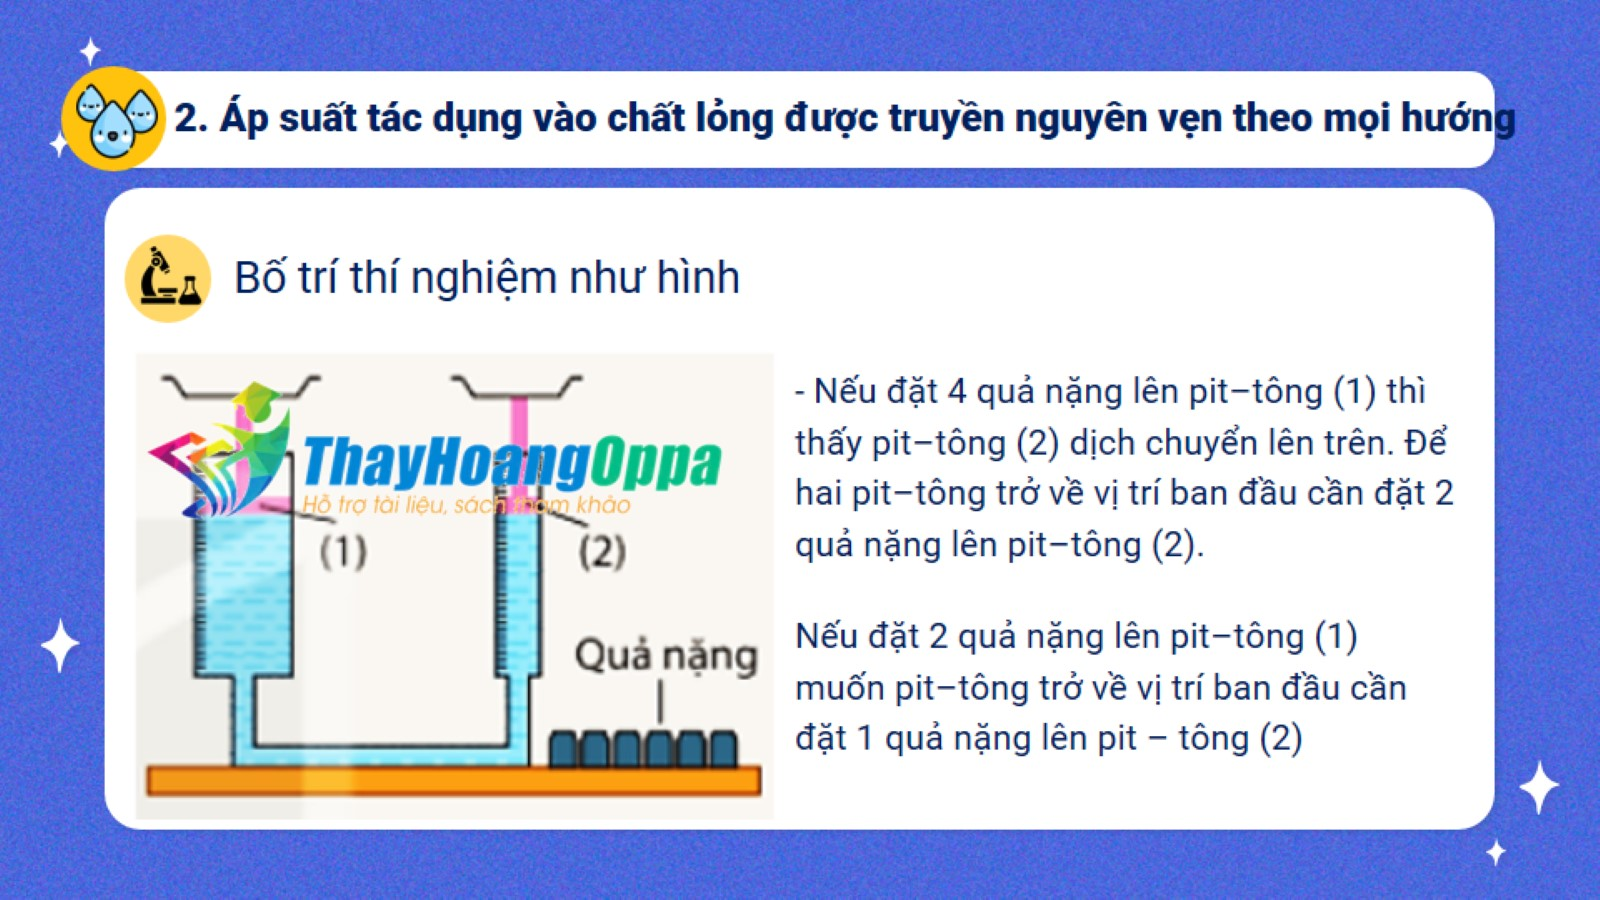 2. Áp suất tác dụng vào chất lỏng được truyền nguyên vẹn theo mọi hướng
Bố trí thí nghiệm như hình
ThayHoangOppa
Hỗ trợ tài liệu, sách tham khảo
(1)
(2)
Quả nặng
- Nếu đặt 4 quả nặng lên pit–tông (1) thì
thấy pit–tông (2) dịch chuyển lên trên. Để
hai pit–tông trở về vị trí ban đầu cần đặt 2
quả nặng lên pit–tông (2).
Nếu đặt 2 quả nặng lên pit–tông (1)
muốn pit–tông trở về vị trí ban đầu cần
đặt 1 quả nặng lên pit – tông (2)